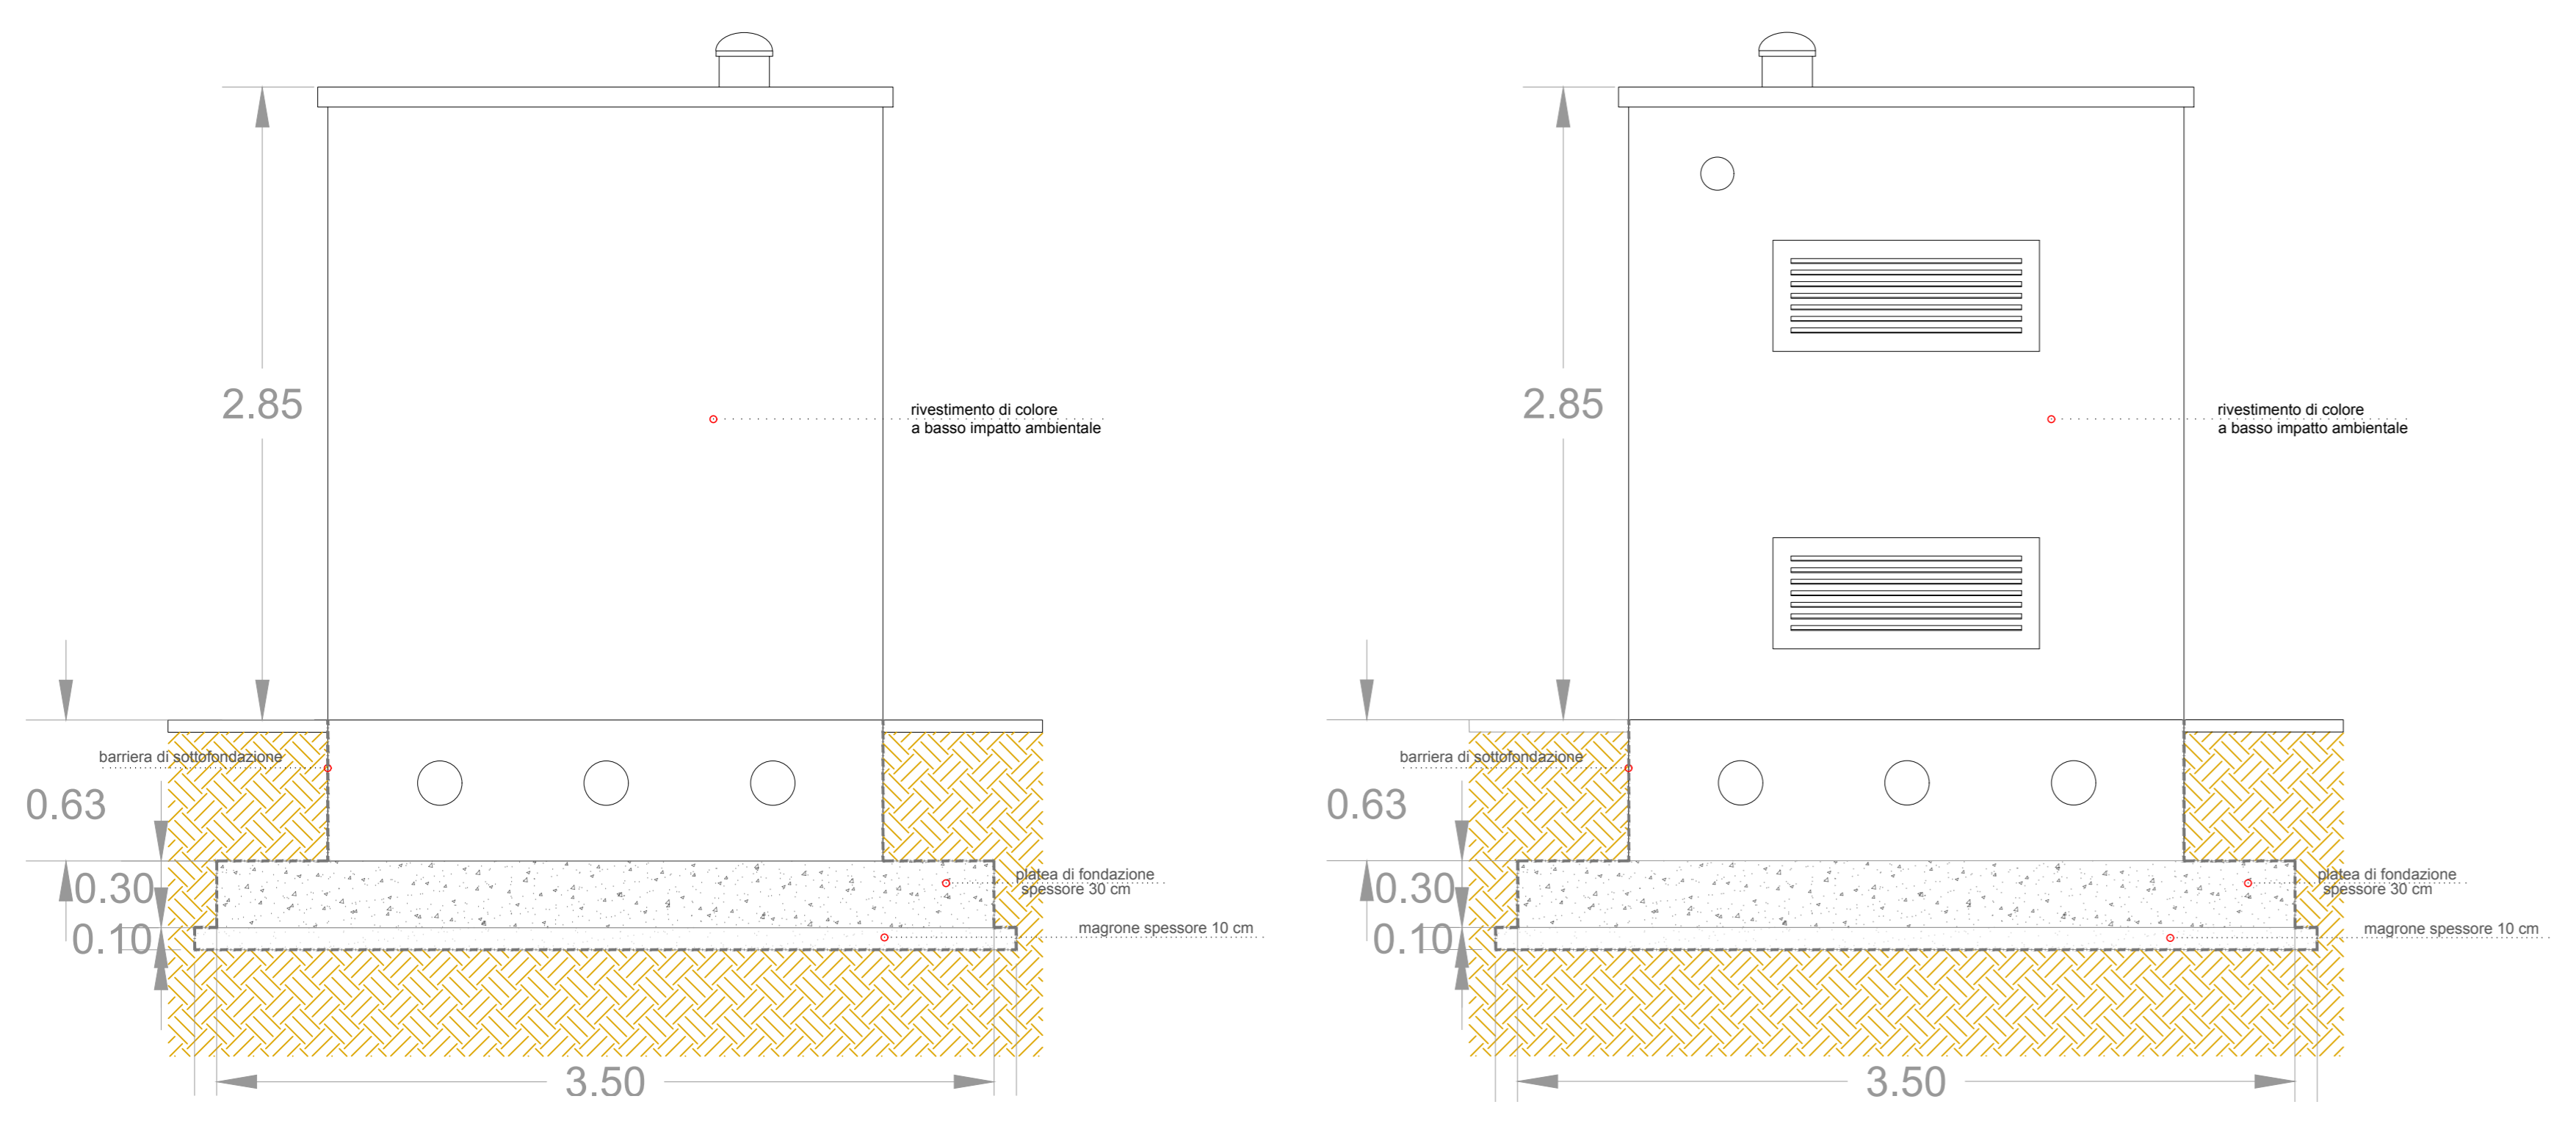 2.85
rivestimento di colore
a basso impatto ambientale
barriera di sottofondazione
0.63
0.30
0.10
platea di fondazione
spessore 30 cm
magrone spessore 10 cm
3.50
2.85
rivestimento di colore
a basso impatto ambientale
barriera di sottofondazione
0.63
0.30
0.10
platea di fondazione
spessore 30 cm
magrone spessore 10 cm
3.50